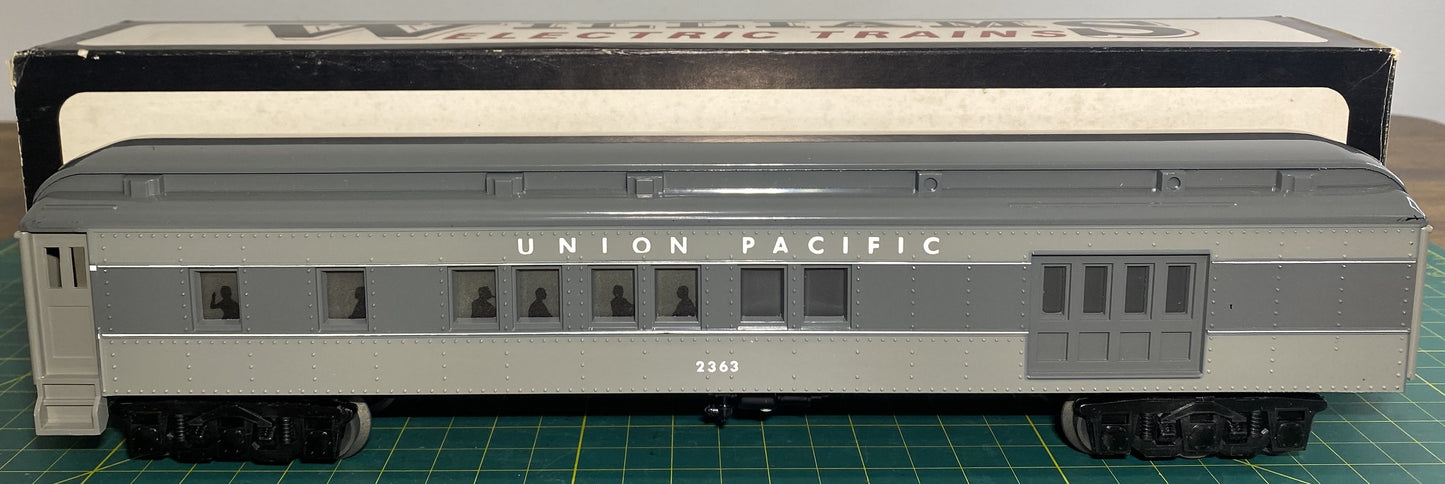 WILLIAMS
ELECTRIC TRAINS
UNION PACIFIC
2363